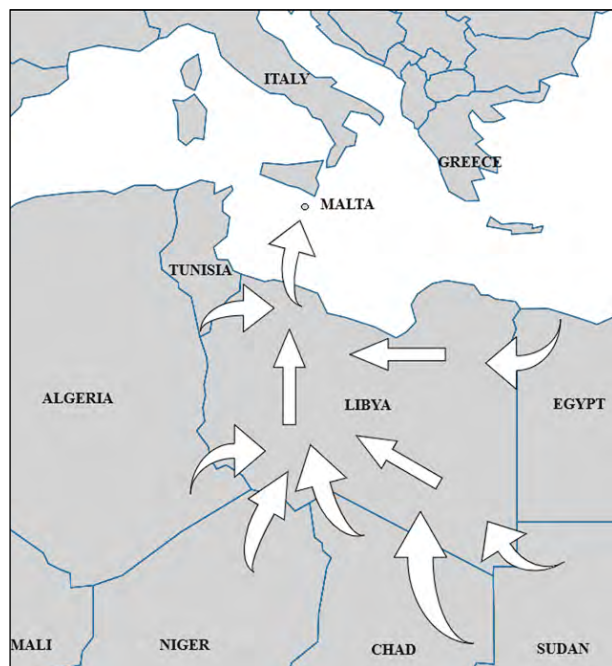 ITALY
GREECE
MALTA
TUNISIA
ALGERIA
LIBYA
EGYPT
MALI
NIGER
CHAD
SUDAN